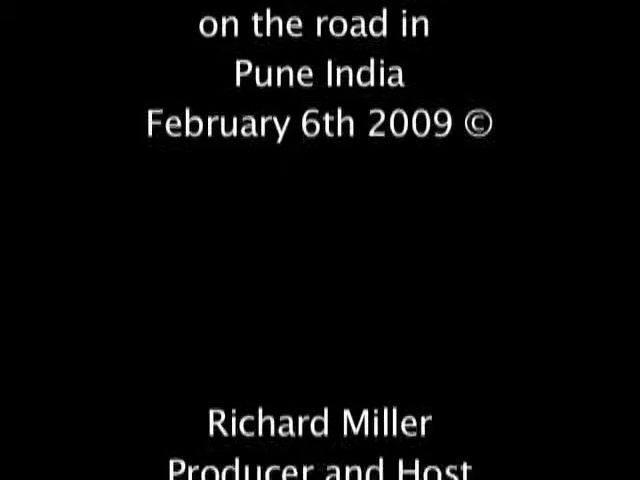 on the road in
Pune India
February 6th 2009 ©
Richard Miller
Producer and Host